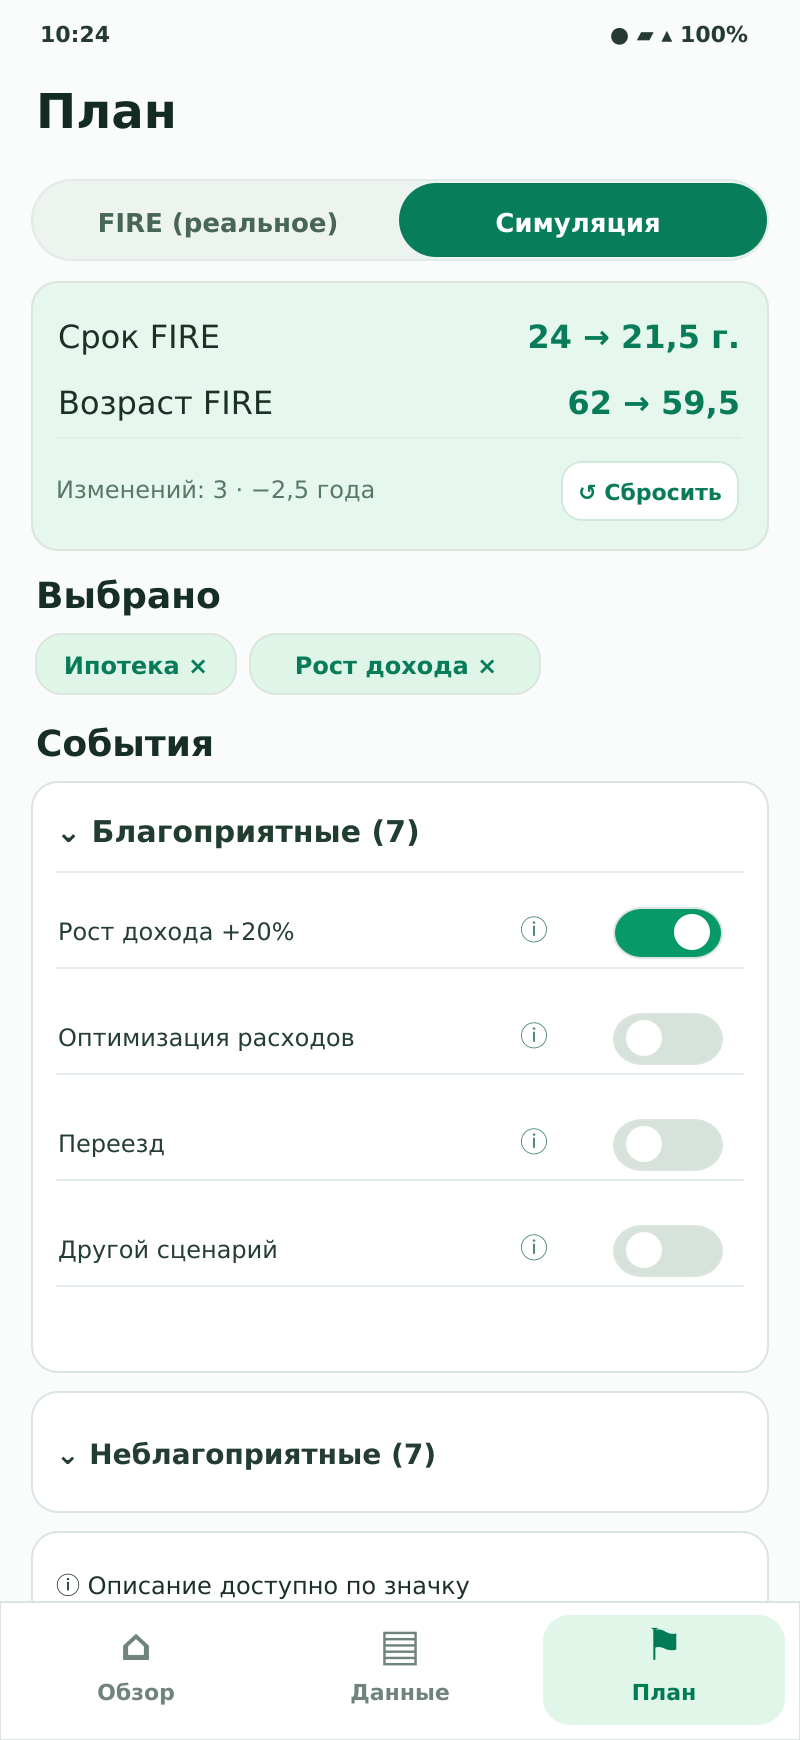 10:24 100%
План
FIRE (реальное) Симуляция
Срок FIRE 24 → 21,5 г.
Возраст FIRE 62 → 59,5
Изменений: 3 · −2,5 года ↺ Сбросить
Выбрано
Ипотека × Рост дохода ×
События
⌄ Благоприятные (7)
Рост дохода +20% ⓘ
Оптимизация расходов ⓘ
Переезд ⓘ
Другой сценарий ⓘ
⌄ Неблагоприятные (7)
ⓘ Описание доступно по значку
Обзор Данные План